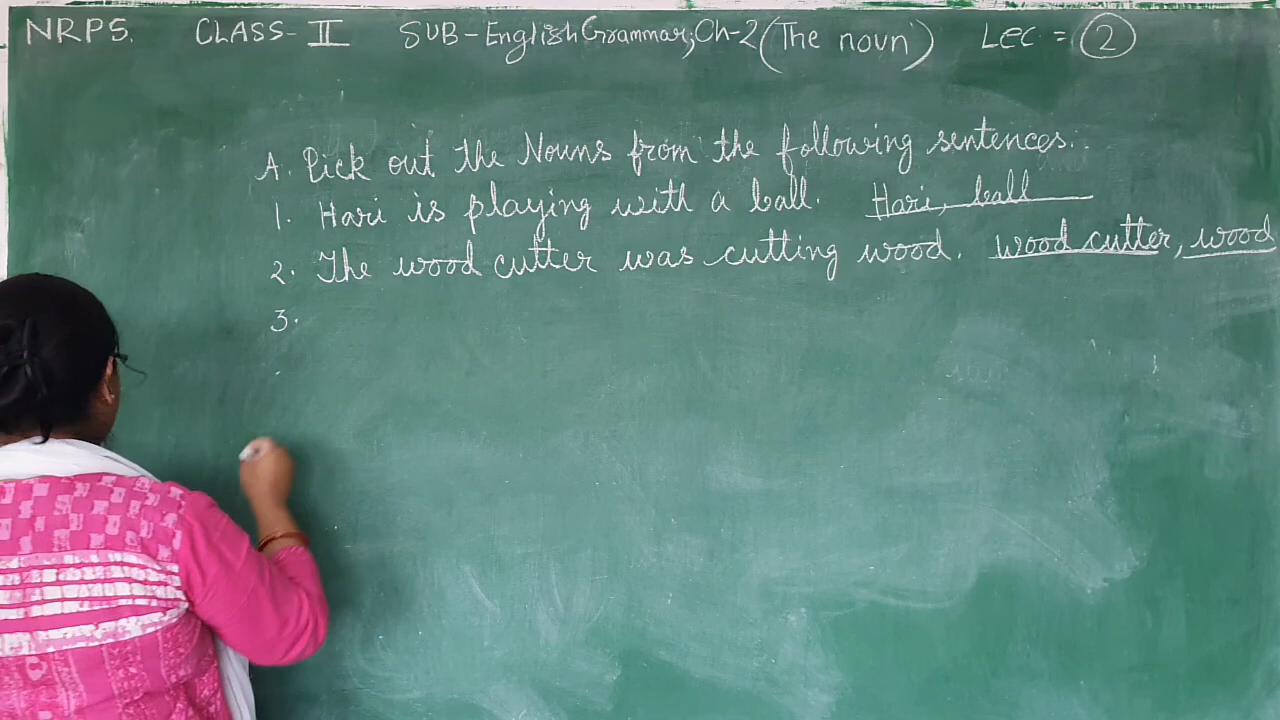 NRPS. CLASS-II SUB-English Grammar, Ch-2 (The noun) Lec = 2
A. Pick out the Nouns from the following sentences.
1. Hari is playing with a ball. Hari, ball
2. The wood cutter was cutting wood. wood cutter, wood
3.